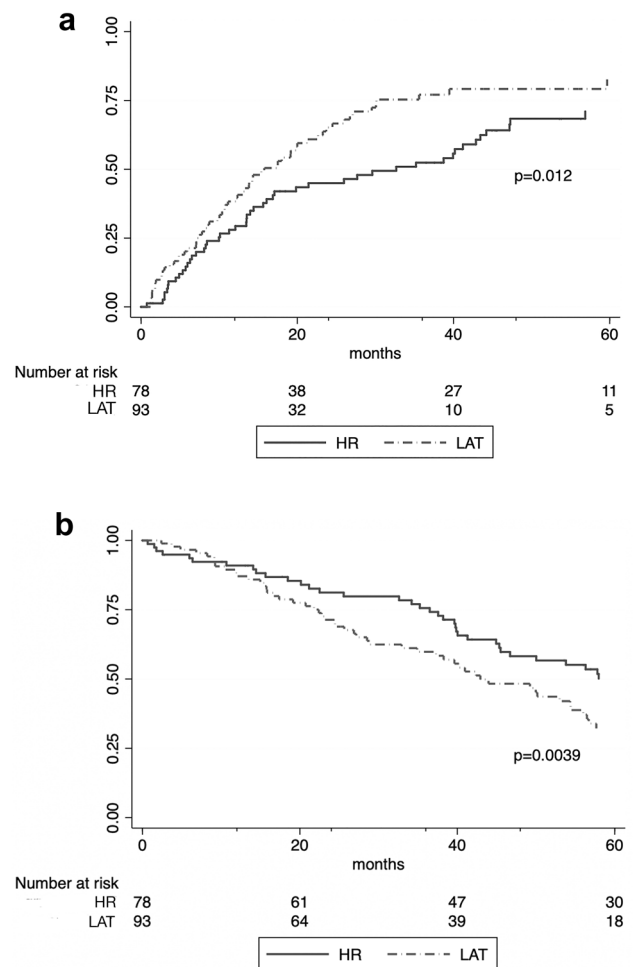 a
1.00
0.75
0.50
0.25
0.00
p=0.012
0 20 40 60
months
Number at risk
HR 78 38 27 11
LAT 93 32 10 5
HR LAT
b
1.00
0.75
0.50
0.25
0.00
p=0.0039
0 20 40 60
months
Number at risk
HR 78 61 47 30
LAT 93 64 39 18
HR LAT